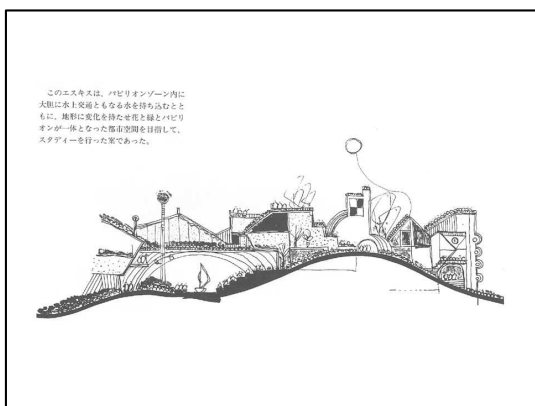 このエスキスは、パビリオンゾーン内に
大胆に水上交通ともなる水を持ち込むとと
もに、地形に変化を持たせ花と緑とパビリ
オンが一体となった都市空間を目指して、
スタディーを行った案であった。